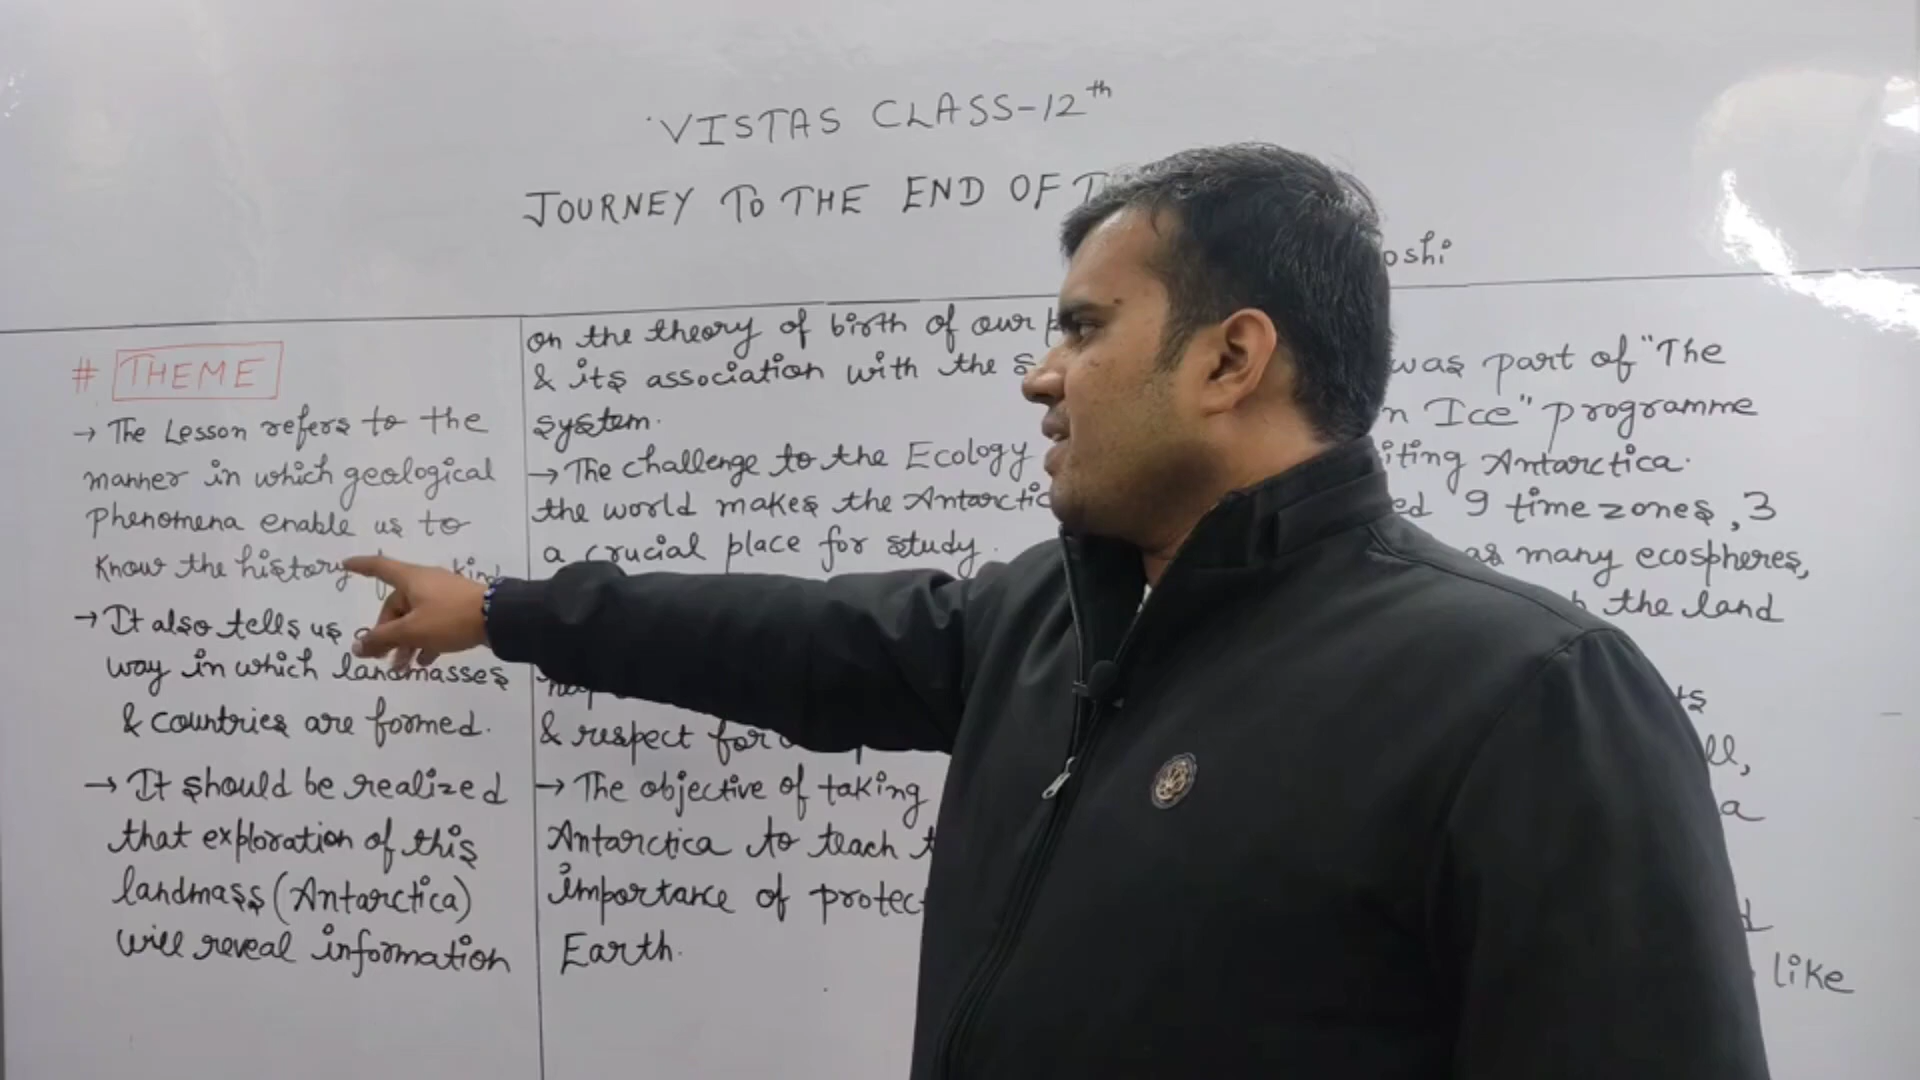 VISTAS CLASS-12th
JOURNEY TO THE END OF
oshi
# THEME
→ The Lesson refers to the
manner in which geological
Phenomena enable us to
Know the history
→ It also tells us
way in which landmasses
& countries are formed.
→ It should be realized
that exploration of this
landmass (Antarctica)
will reveal information
on the theory of birth of our
& its association with the
system.
→ The challenge to the Ecology
the world makes the Antarctic
a crucial place for study.
& respect for
→ The objective of taking
Antarctica to teach
importance of protec
Earth.
was part of "The
n Ice" programme
iting Antarctica.
ed 9 time zones, 3
as many ecospheres,
the land
ts
ll,
a
d
like